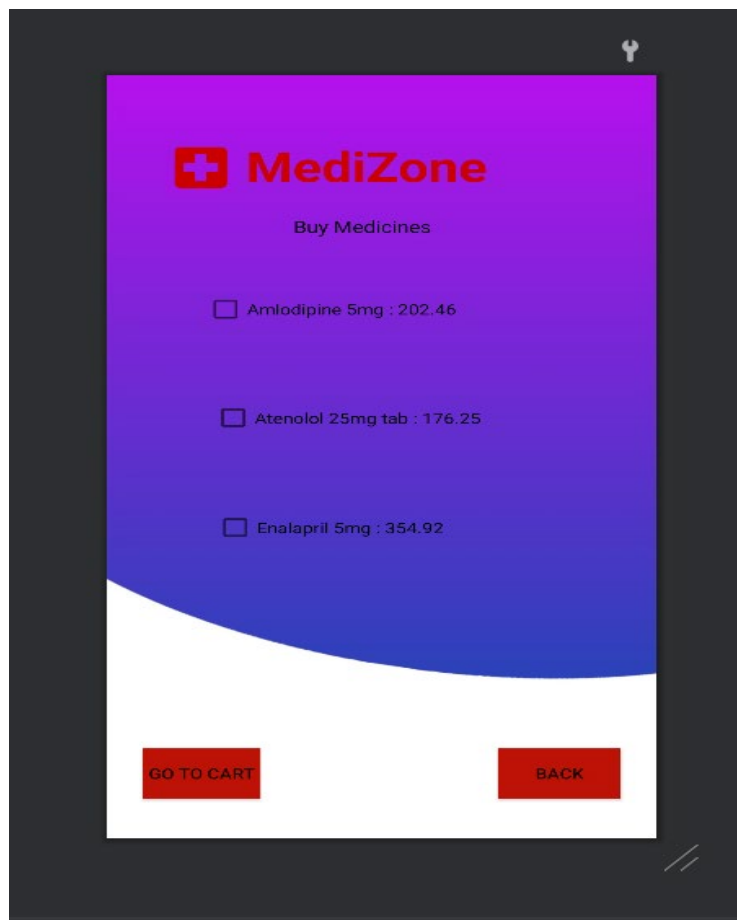 MediZone
Buy Medicines
Amlodipine 5mg : 202.46
Atenolol 25mg tab : 176.25
Enalapril 5mg : 354.92
GO TO CART
BACK